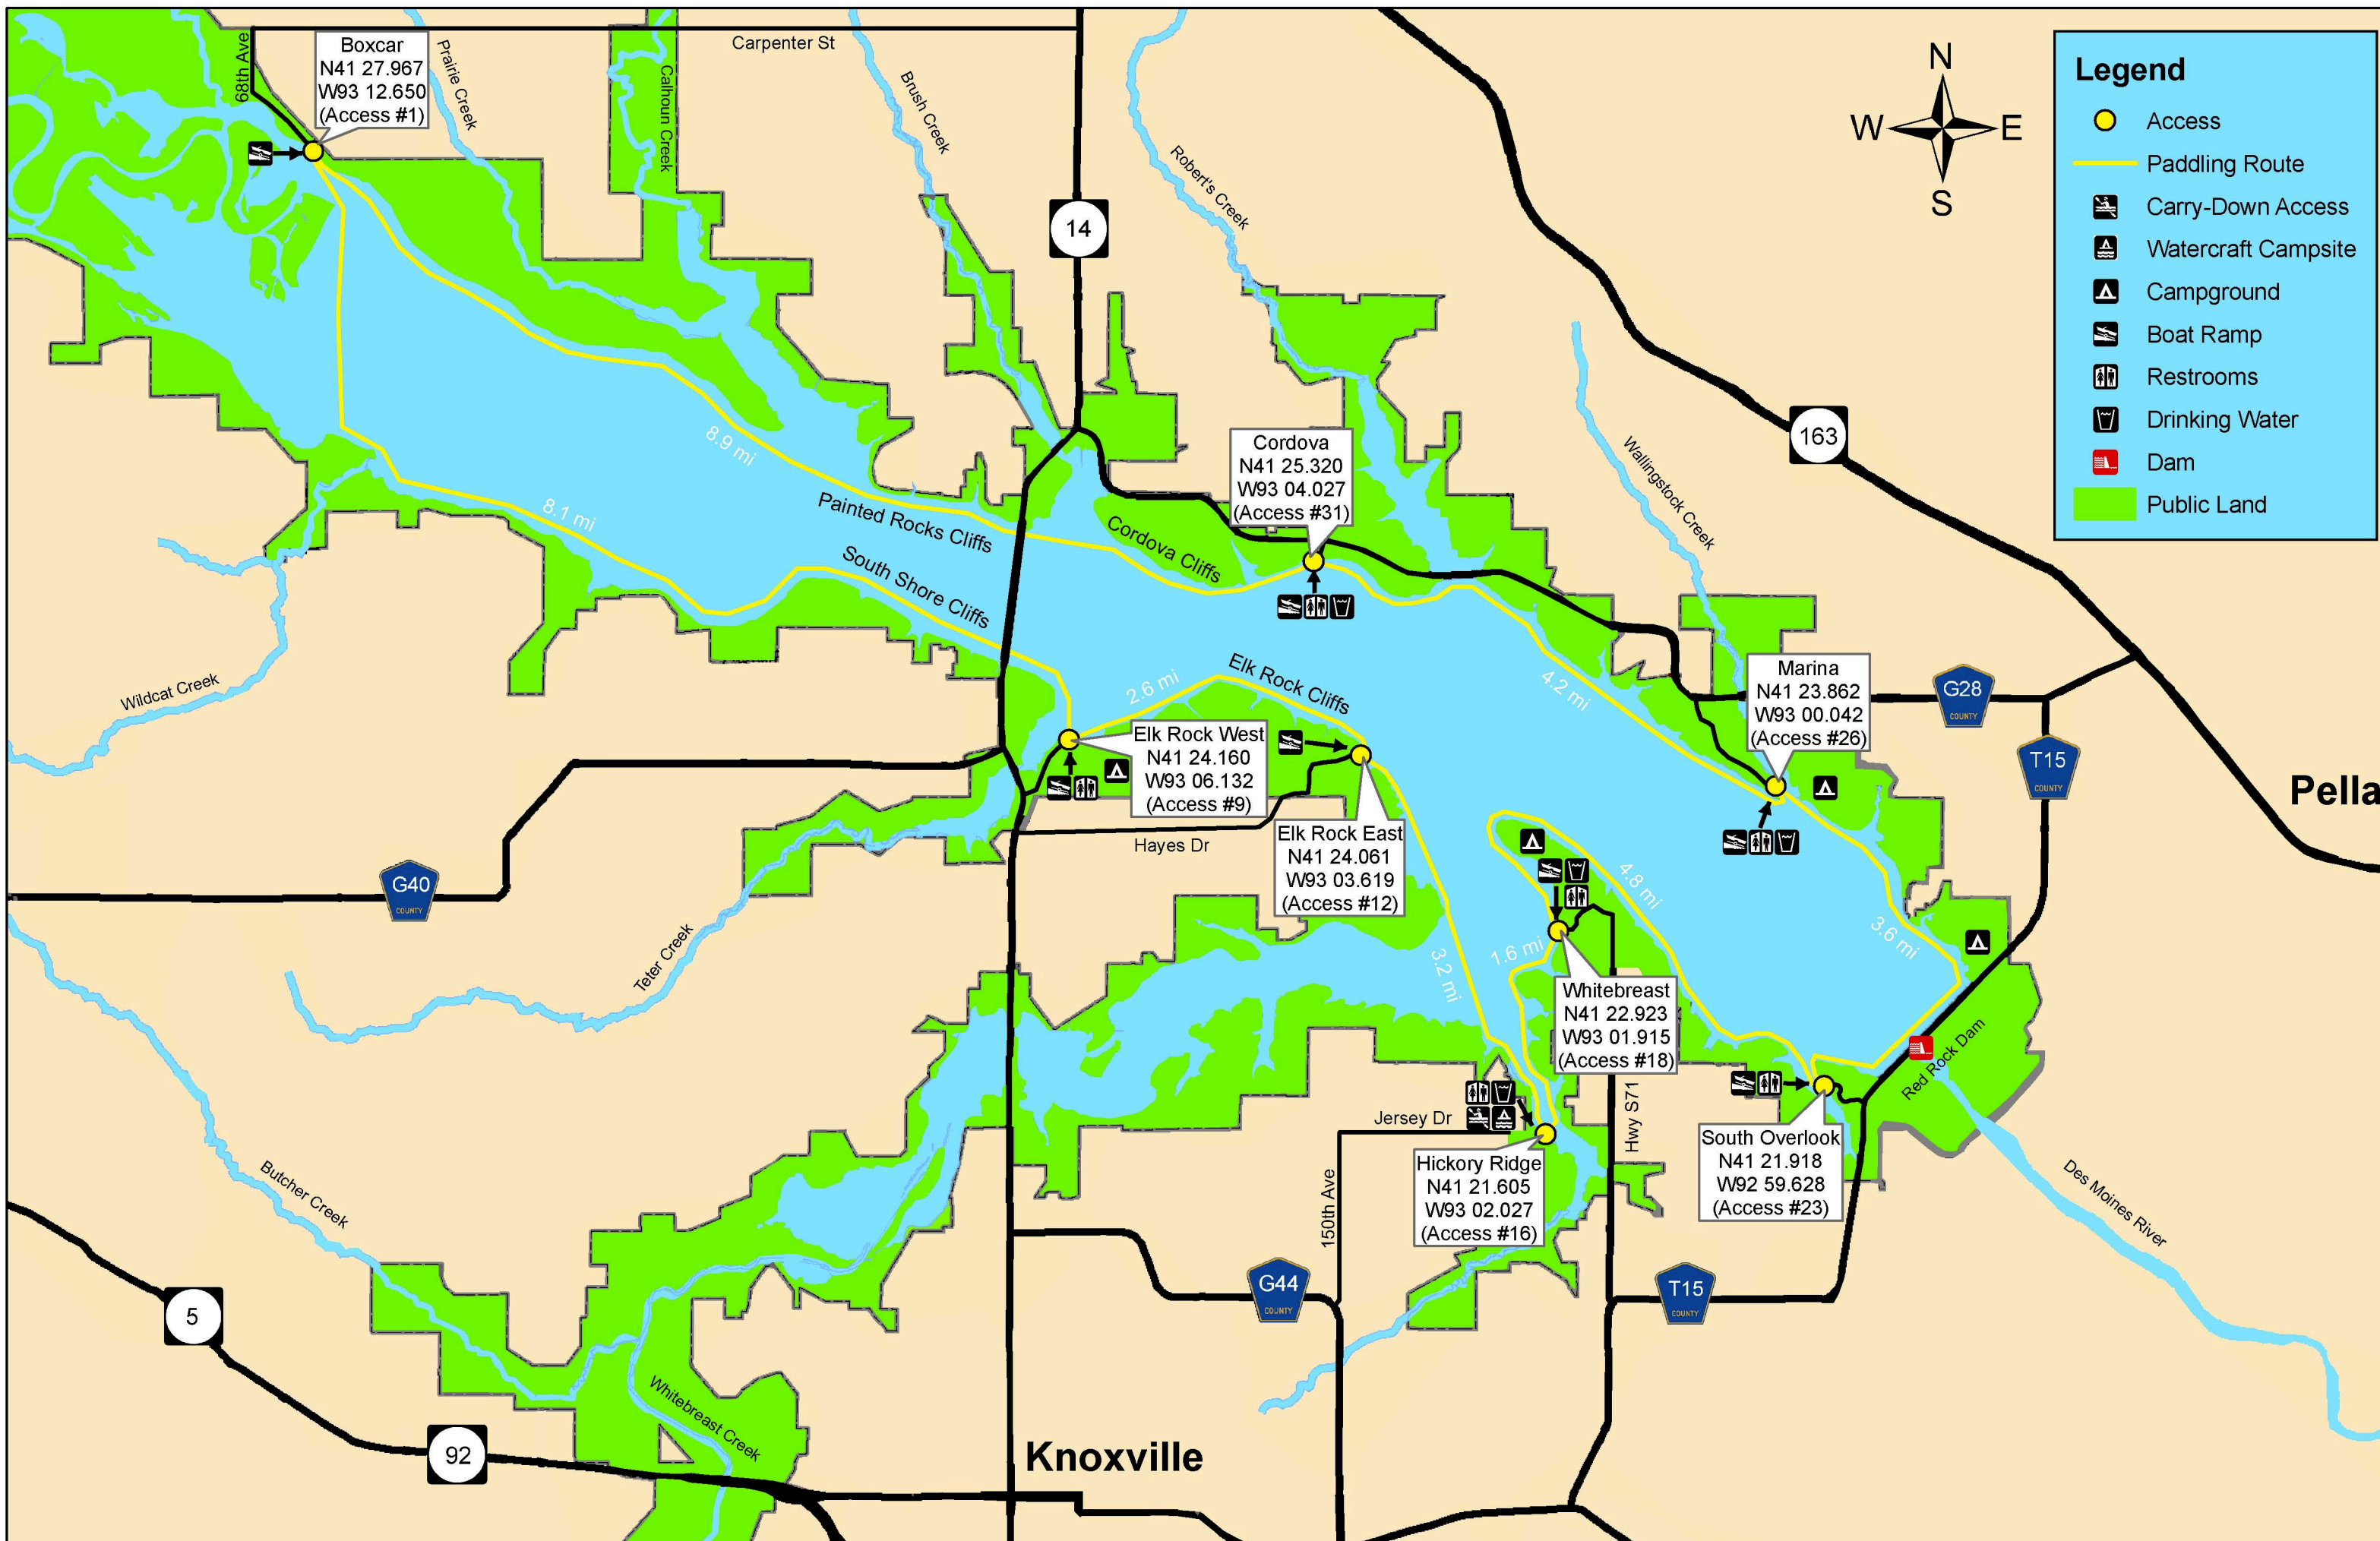 68th Ave
Boxcar
N41 27.967
W93 12.650
(Access #1)
Prairie Creek
Calhoun Creek
Carpenter St
Brush Creek
14
Robert's Creek
N
W
E
S
Legend
Access
Paddling Route
Carry-Down Access
Watercraft Campsite
Campground
Boat Ramp
Restrooms
Drinking Water
Dam
Public Land
163
8.9 mi
8.1 mi
Painted Rocks Cliffs
South Shore Cliffs
Cordova Cliffs
Cordova
N41 25.320
W93 04.027
(Access #31)
Wallingstock Creek
Wildcat Creek
2.6 mi
Elk Rock Cliffs
4.2 mi
Marina
N41 23.862
W93 00.042
(Access #26)
G28
COUNTY
T15
COUNTY
Pella
Elk Rock West
N41 24.160
W93 06.132
(Access #9)
Hayes Dr
Elk Rock East
N41 24.061
W93 03.619
(Access #12)
G40
COUNTY
Teter Creek
4.8 mi
3.6 mi
3.2 mi
1.6 mi
Whitebreast
N41 22.923
W93 01.915
(Access #18)
Red Rock Dam
Jersey Dr
Hwy S71
Hickory Ridge
N41 21.605
W93 02.027
(Access #16)
150th Ave
South Overlook
N41 21.918
W92 59.628
(Access #23)
Des Moines River
Butcher Creek
G44
COUNTY
T15
COUNTY
5
92
Whitebreast Creek
Knoxville